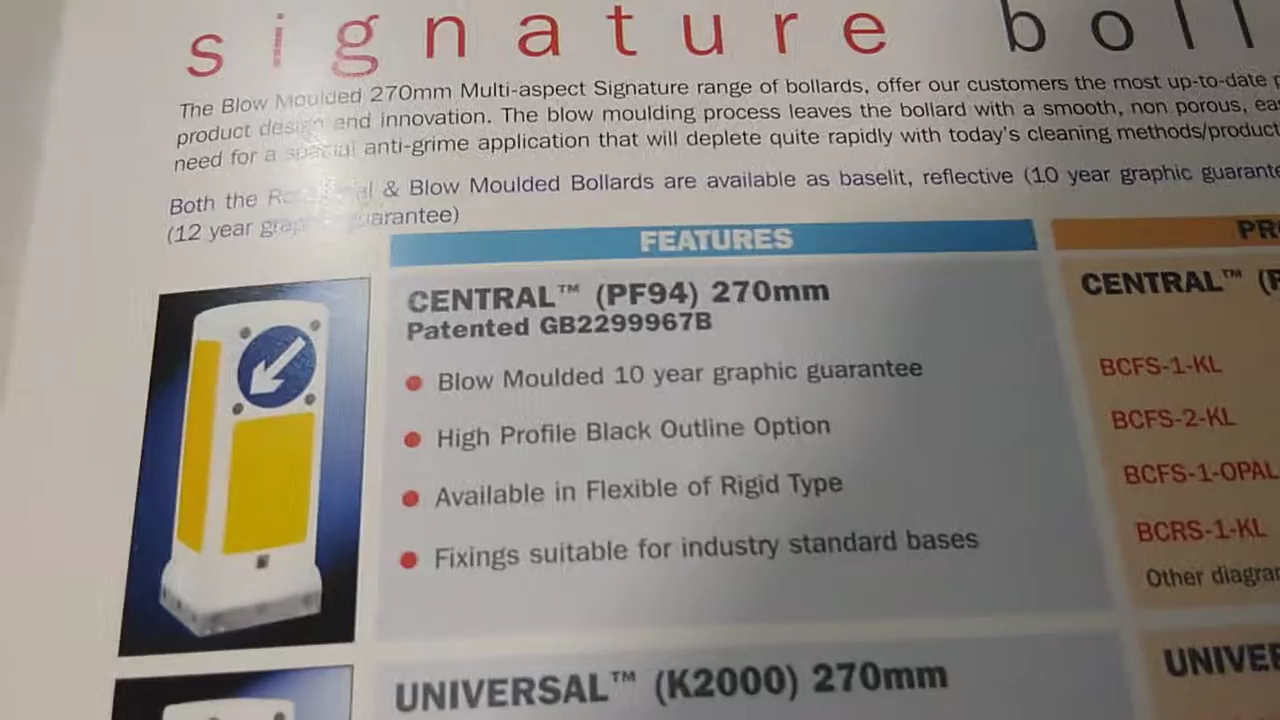 signature boll
The Blow Moulded 270mm Multi-aspect Signature range of bollards, offer our customers the most up-to-date
product design and innovation. The blow moulding process leaves the bollard with a smooth, non porous,
need for a special anti-grime application that will deplete quite rapidly with today's cleaning methods/product
Both the & Blow Moulded Bollards are available as baselit, reflective (10 year graphic guarante
(12 year graphic guarantee)
FEATURES
PR
CENTRAL™ (PF94) 270mm
Patented GB2299967B
Blow Moulded 10 year graphic guarantee
High Profile Black Outline Option
Available in Flexible of Rigid Type
Fixings suitable for industry standard bases
CENTRAL™ (P
BCFS-1-KL
BCFS-2-KL
BCFS-1-OPAL
BCRS-1-KL
Other diagra
UNIVERSAL™ (K2000) 270mm
UNIVE